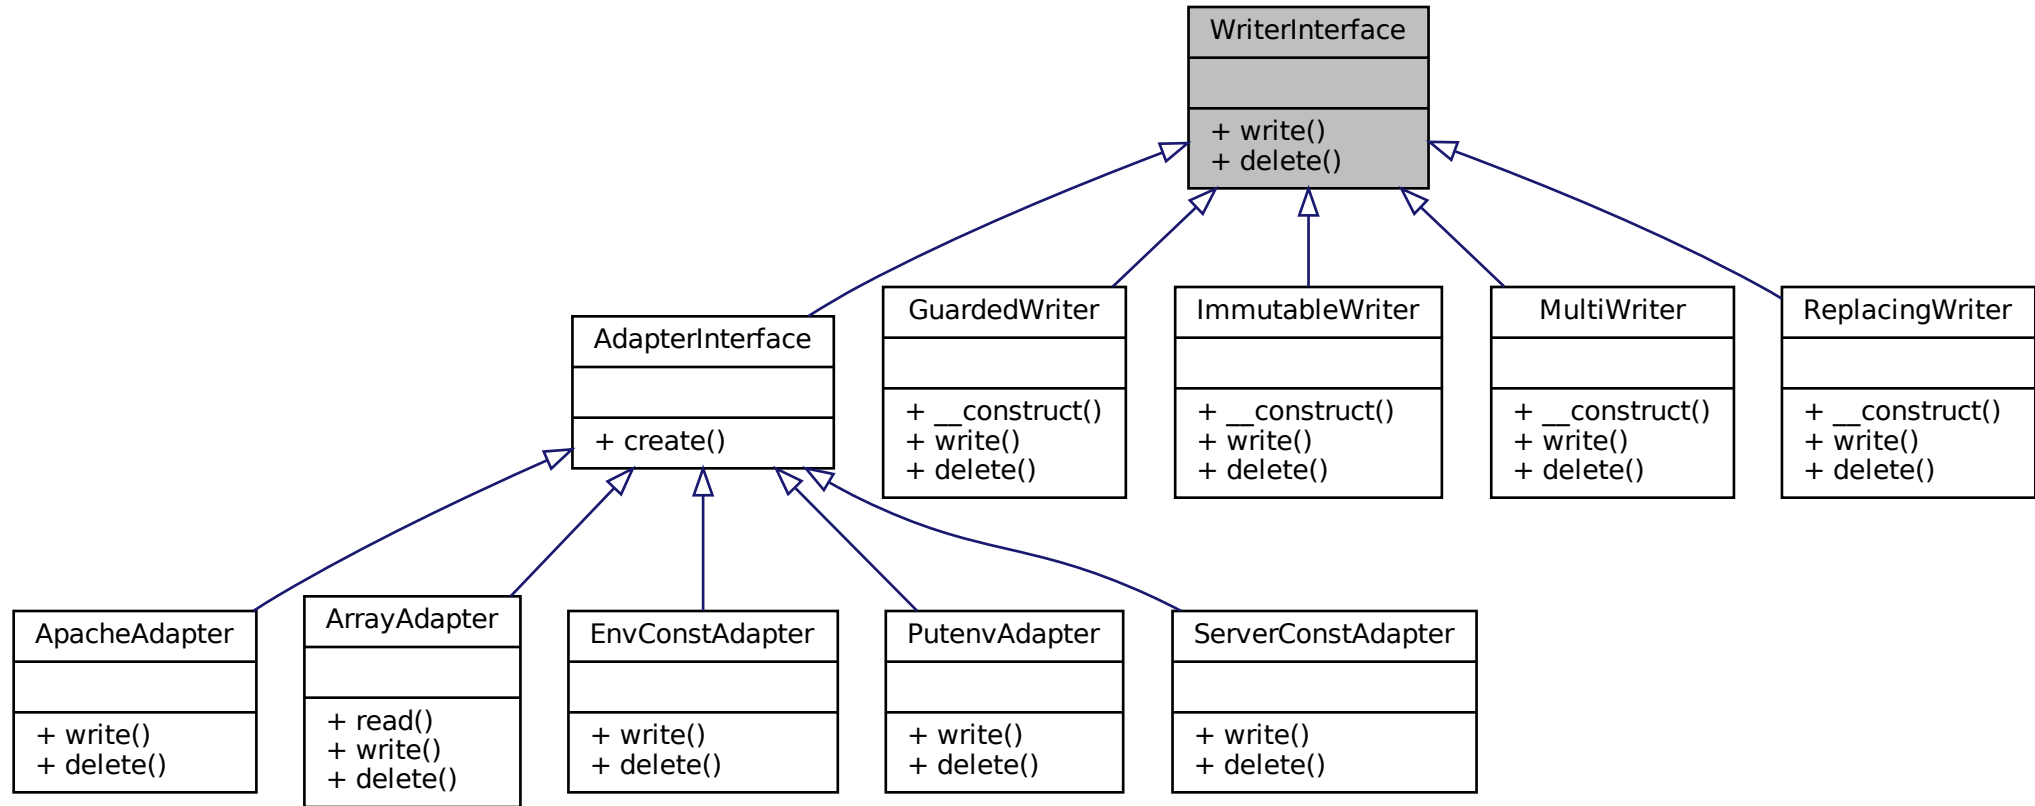 WriterInterface
+ write()
+ delete()
AdapterInterface
+ create()
GuardedWriter
+ __construct()
+ write()
+ delete()
ImmutableWriter
+ __construct()
+ write()
+ delete()
MultiWriter
+ __construct()
+ write()
+ delete()
ReplacingWriter
+ __construct()
+ write()
+ delete()
ApacheAdapter
+ write()
+ delete()
ArrayAdapter
+ read()
+ write()
+ delete()
EnvConstAdapter
+ write()
+ delete()
PutenvAdapter
+ write()
+ delete()
ServerConstAdapter
+ write()
+ delete()